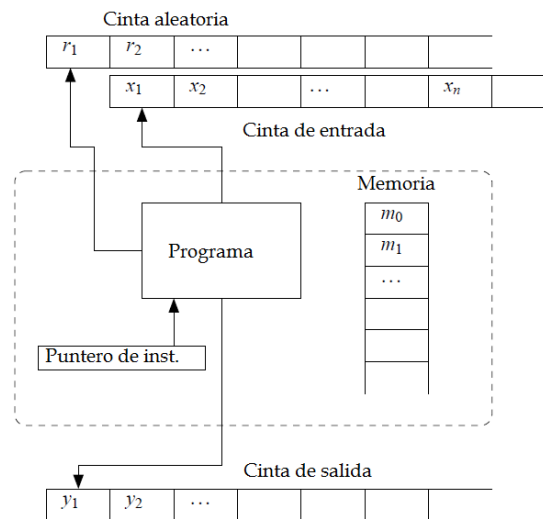 Cinta aleatoria
r1 r2 ...
x1 x2 ... xn
Cinta de entrada
Memoria
m0
m1
...
Programa
Puntero de inst.
Cinta de salida
y1 y2 ...